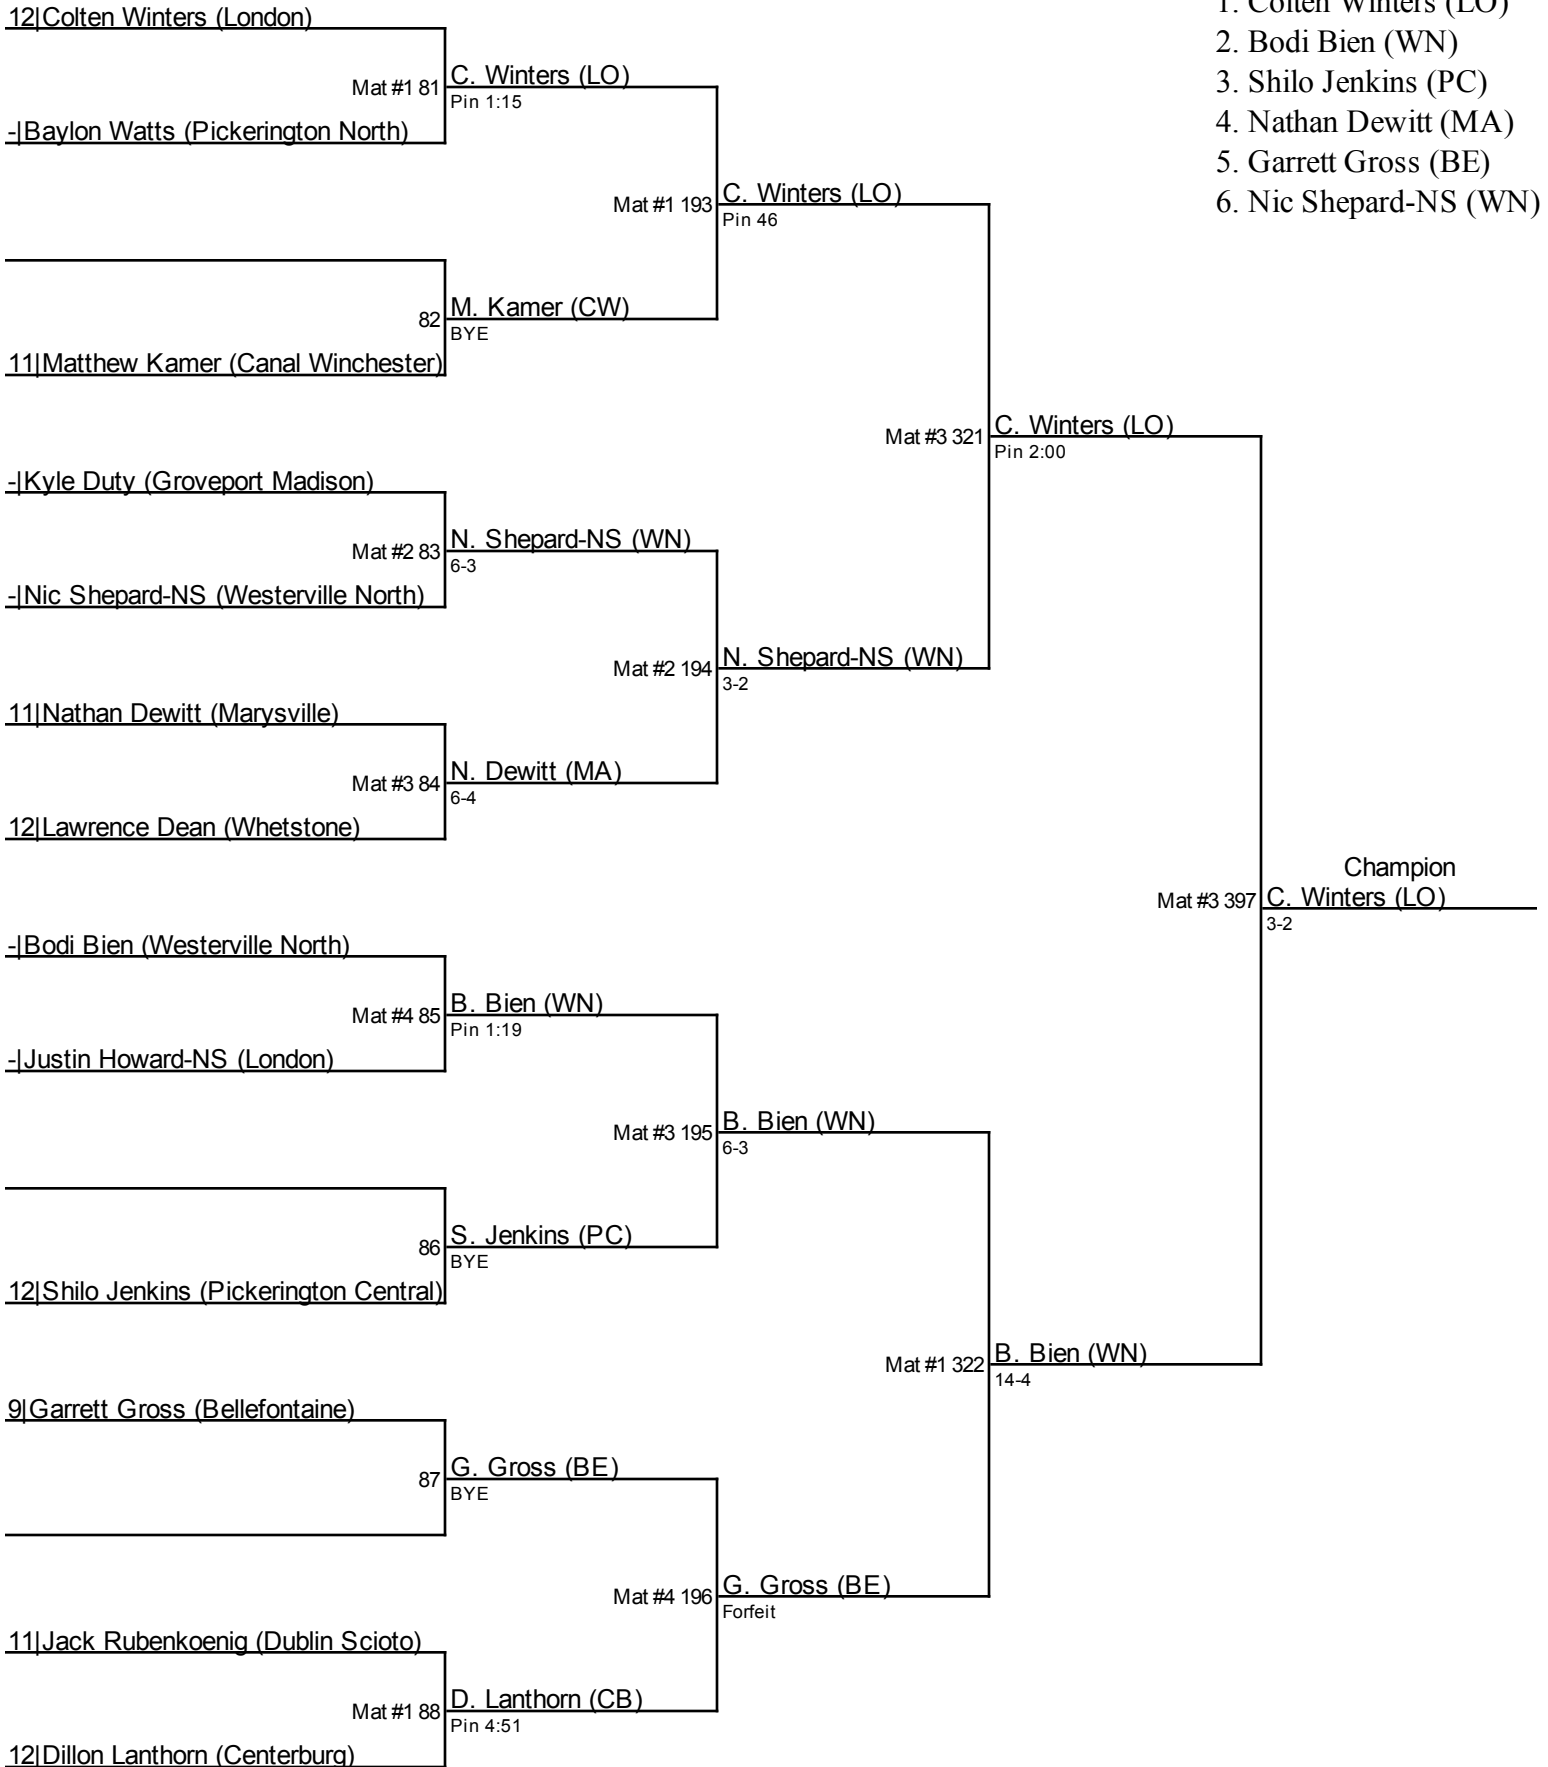 12|Colten Winters (London)
Mat #1 81
C. Winters (LO)
Pin 1:15
-|Baylon Watts (Pickerington North)
Mat #1 193
C. Winters (LO)
Pin 46
82
M. Kamer (CW)
BYE
11|Matthew Kamer (Canal Winchester)
Mat #3 321
C. Winters (LO)
Pin 2:00
-|Kyle Duty (Groveport Madison)
Mat #2 83
N. Shepard-NS (WN)
6-3
-|Nic Shepard-NS (Westerville North)
Mat #2 194
N. Shepard-NS (WN)
3-2
11|Nathan Dewitt (Marysville)
Mat #3 84
N. Dewitt (MA)
6-4
12|Lawrence Dean (Whetstone)
Champion
Mat #3 397
C. Winters (LO)
3-2
-|Bodi Bien (Westerville North)
Mat #4 85
B. Bien (WN)
Pin 1:19
-|Justin Howard-NS (London)
Mat #3 195
B. Bien (WN)
6-3
86
S. Jenkins (PC)
BYE
12|Shilo Jenkins (Pickerington Central)
Mat #1 322
B. Bien (WN)
14-4
9|Garrett Gross (Bellefontaine)
87
G. Gross (BE)
BYE
Mat #4 196
G. Gross (BE)
Forfeit
11|Jack Rubenkoenig (Dublin Scioto)
Mat #1 88
D. Lanthorn (CB)
Pin 4:51
12|Dillon Lanthorn (Centerburg)
1. Colten Winters (LO)
2. Bodi Bien (WN)
3. Shilo Jenkins (PC)
4. Nathan Dewitt (MA)
5. Garrett Gross (BE)
6. Nic Shepard-NS (WN)